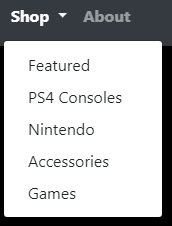 Shop About
Featured
PS4 Consoles
Nintendo
Accessories
Games